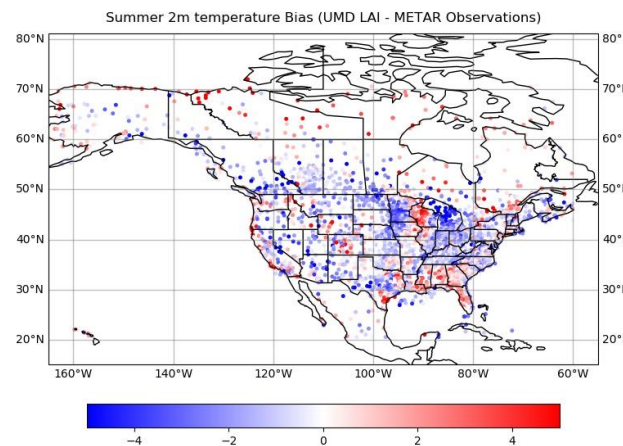 Summer 2m temperature Bias (UMD LAI - METAR Observations)
80°N 80°
70°N 70°
60°N 60°
50°N 50°
40°N 40°
30°N 30°
20°N 20°
160°W 140°W 120°W 100°W 80°W 60°W
−4 −2 0 2 4